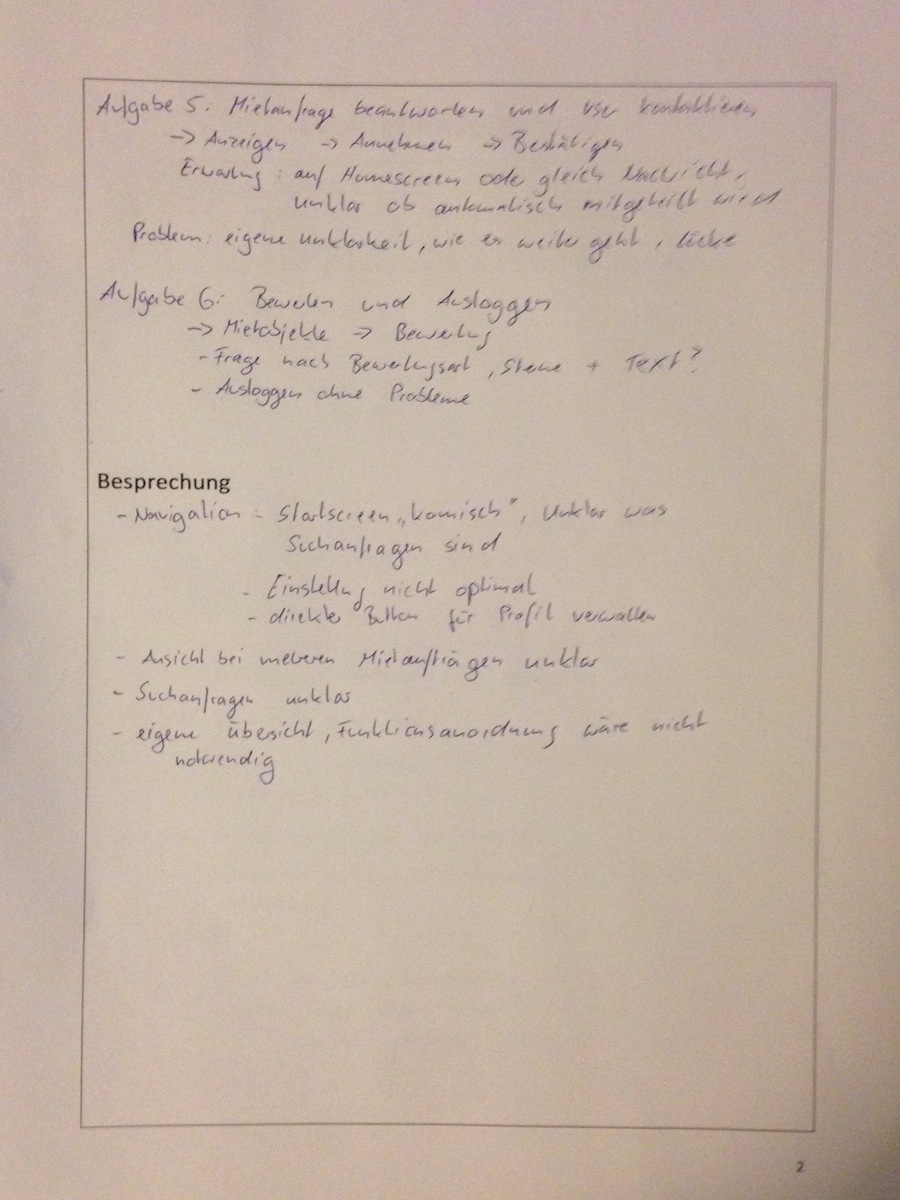 Aufgabe 5: Mietanfrage beantworten und User kontaktieren
-> Anzeigen -> Annehmen -> Bestätigen
Erwartung: auf Homescreen oder gleich Nachricht,
unklar ob automatisch mitgeteilt wird
Problem: eigene Unklarheit, wie es weiter geht, Lücke
Aufgabe 6: Bewerten und Ausloggen
-> Mietobjekte -> Bewertung
- Frage nach Bewertungsart, Sterne + Text?
- Ausloggen ohne Probleme
Besprechung
- Navigation: Startscreen „komisch", Unklar was
Suchanfragen sind
- Einstellung nicht optimal
- direkter Button für Profil verwalten
- Ansicht bei meheren Mietaufträgen unklar
- Suchanfragen unklar
- eigene Übersicht, Funktionsanordnung wäre nicht
notwendig
2